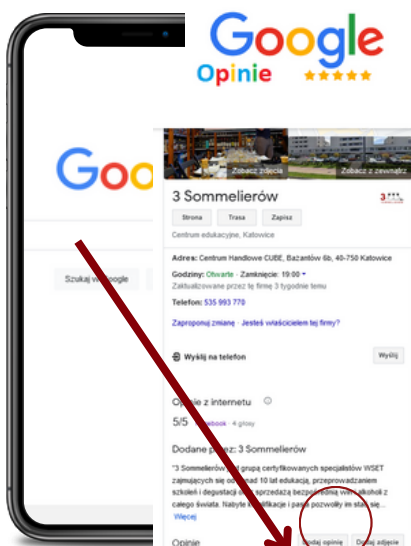 Google
Opinie
Goo
Szukaj w Google
Zobacz zdjęcia
Zobacz z zewnątrz
3 Sommelierów
Strona Trasa Zapisz
Centrum edukacyjne, Katowice
Adres: Centrum Handlowe CUBE, Bażantów 6b, 40-750 Katowice
Godziny: Otwarte · Zamknięcie: 19:00
Zaktualizowane przez tę firmę 3 tygodnie temu
Telefon: 535 993 770
Zaproponuj zmianę · Jesteś właścicielem tej firmy?
Wyślij na telefon Wyślij
Opinie z internetu
5/5 Facebook · 4 głosy
Dodane przez: 3 Sommelierów
"3 Sommelierów jest grupą certyfikowanych specjalistów WSET
zajmujących się od ponad 10 lat edukacją, przeprowadzaniem
szkoleń i degustacji oraz sprzedażą bezpośrednią win i alkoholi z
całego świata. Nabyte kwalifikacje i pasja pozwoliły im stać się...
Więcej
Opinie Dodaj opinię Dodaj zdjęcie